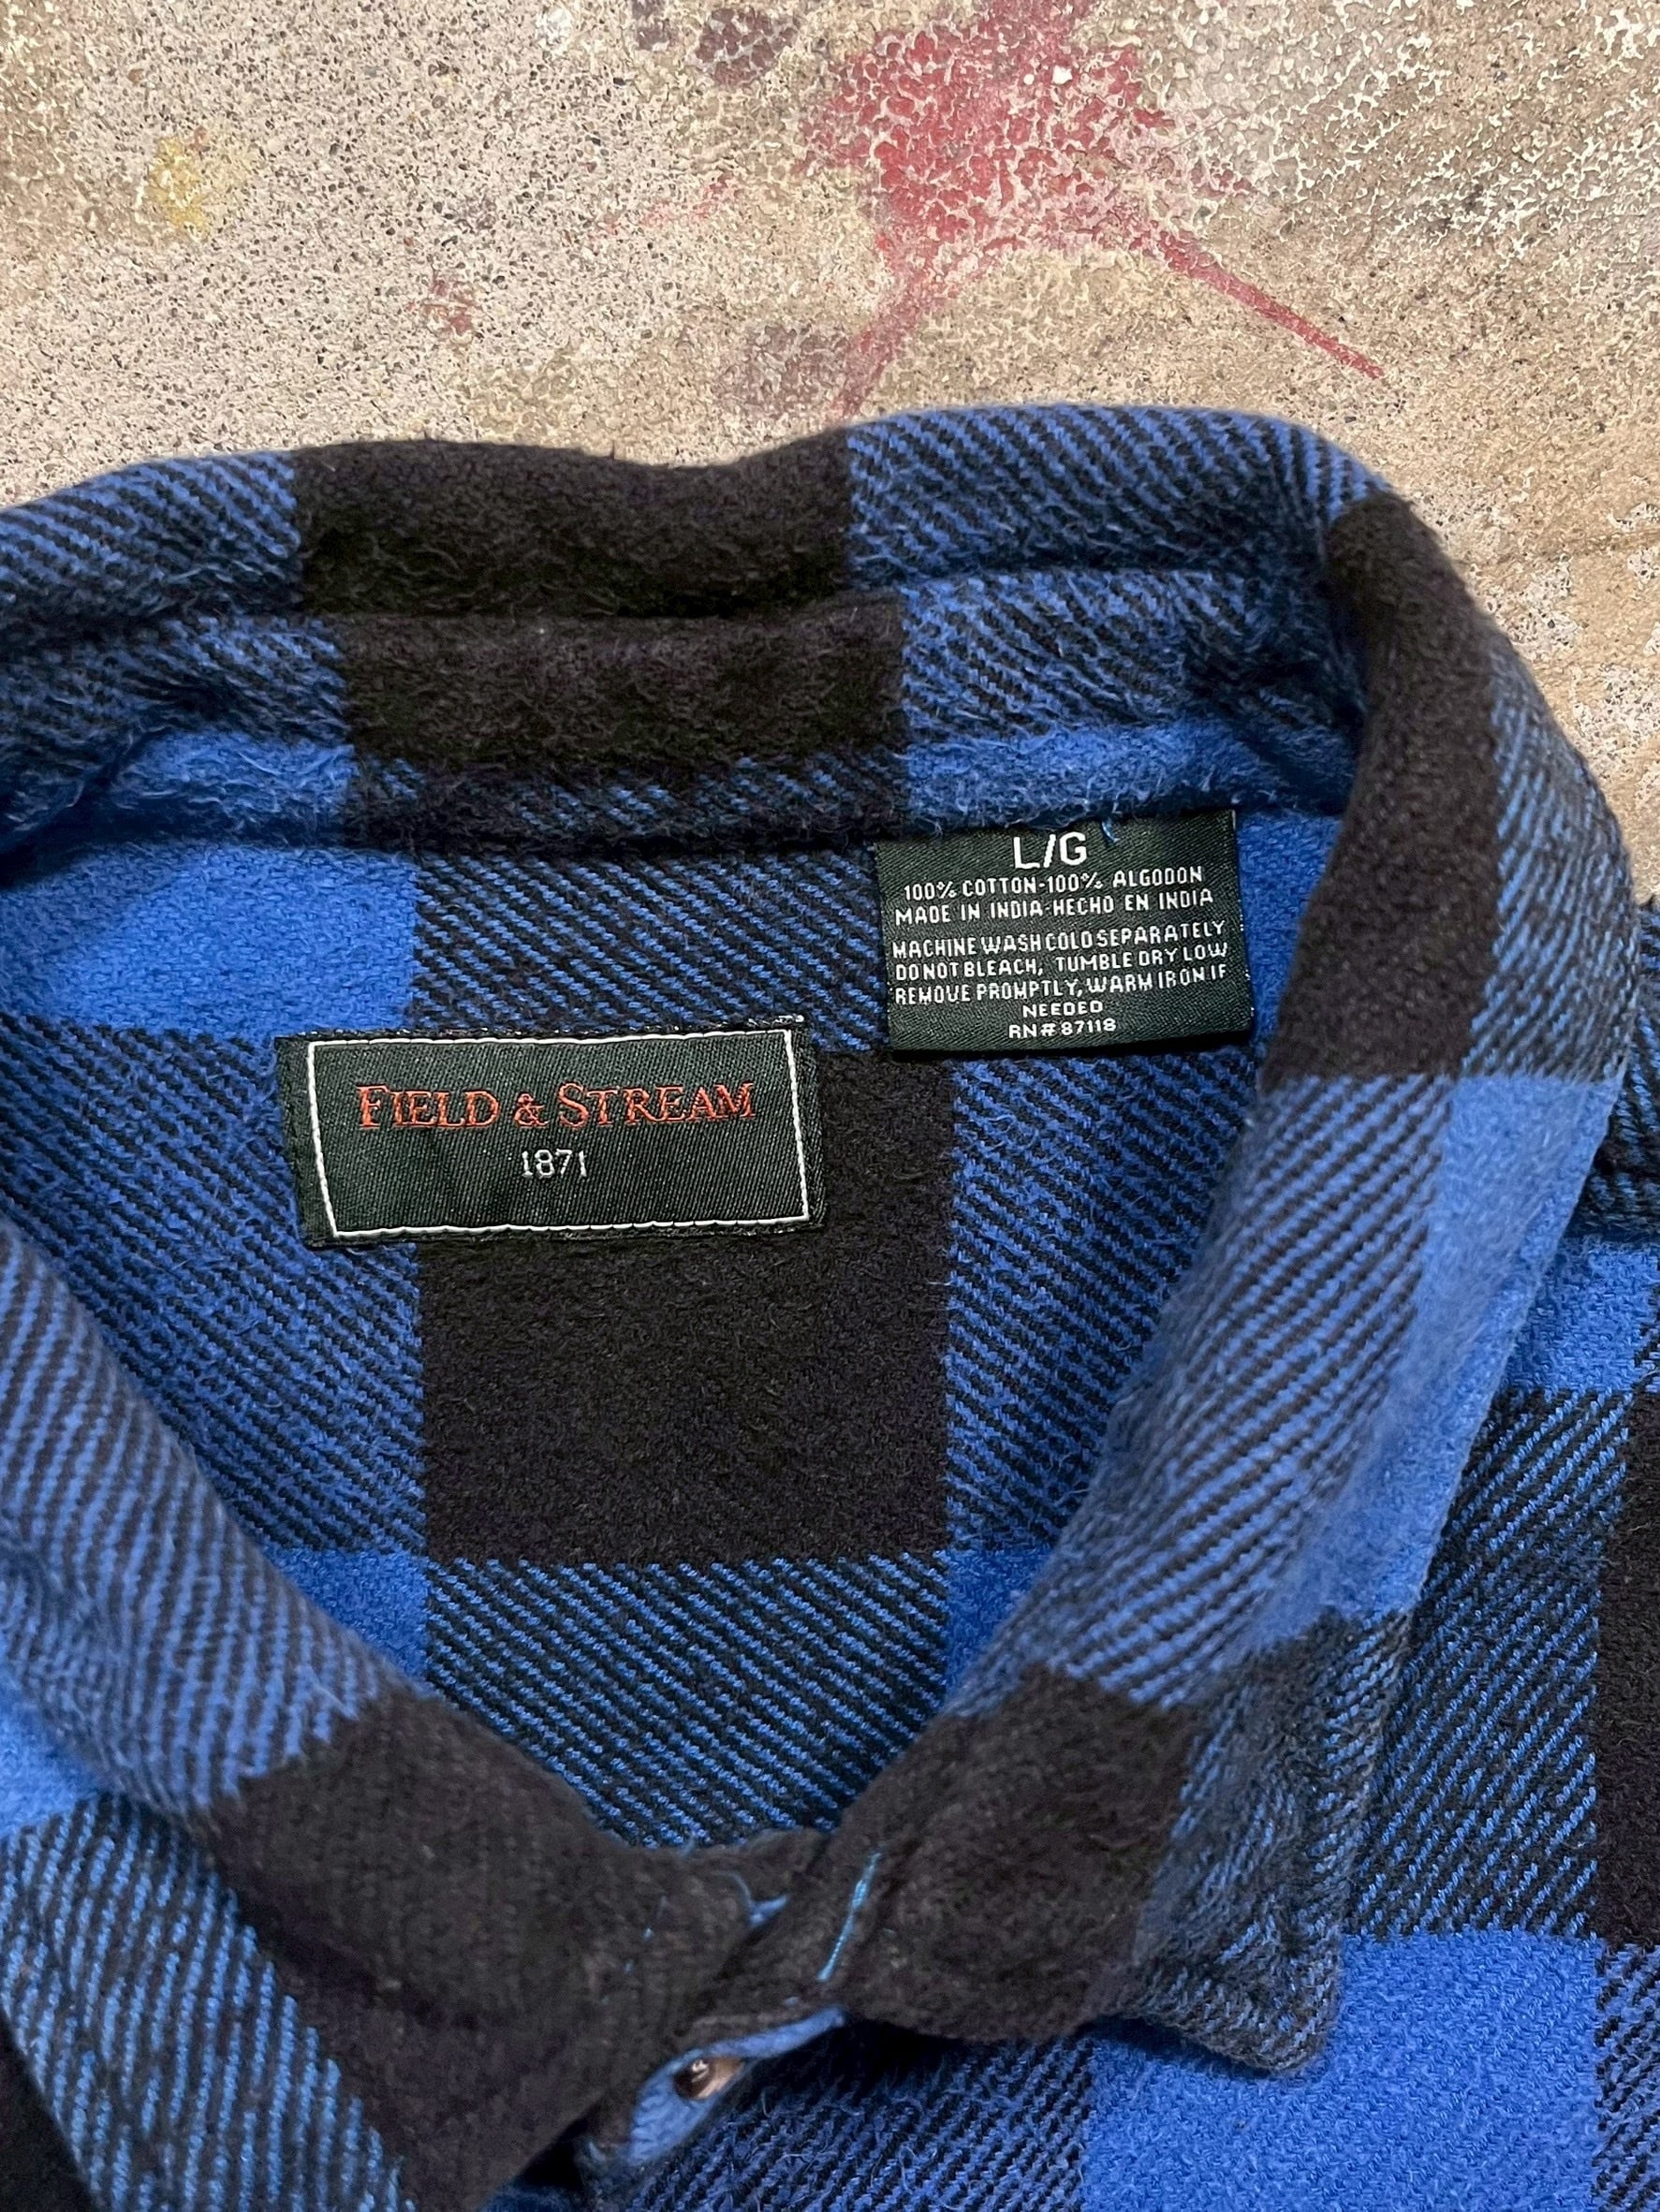 L/G
100% COTTON-100% ALGODON
MADE IN INDIA-HECHO EN INDIA
MACHINE WASH COLD SEPARATELY
DO NOT BLEACH, TUMBLE DRY LOW
REMOVE PROMPTLY, WARM IRON IF
NEEDED
RN# 87118
FIELD & STREAM
1871